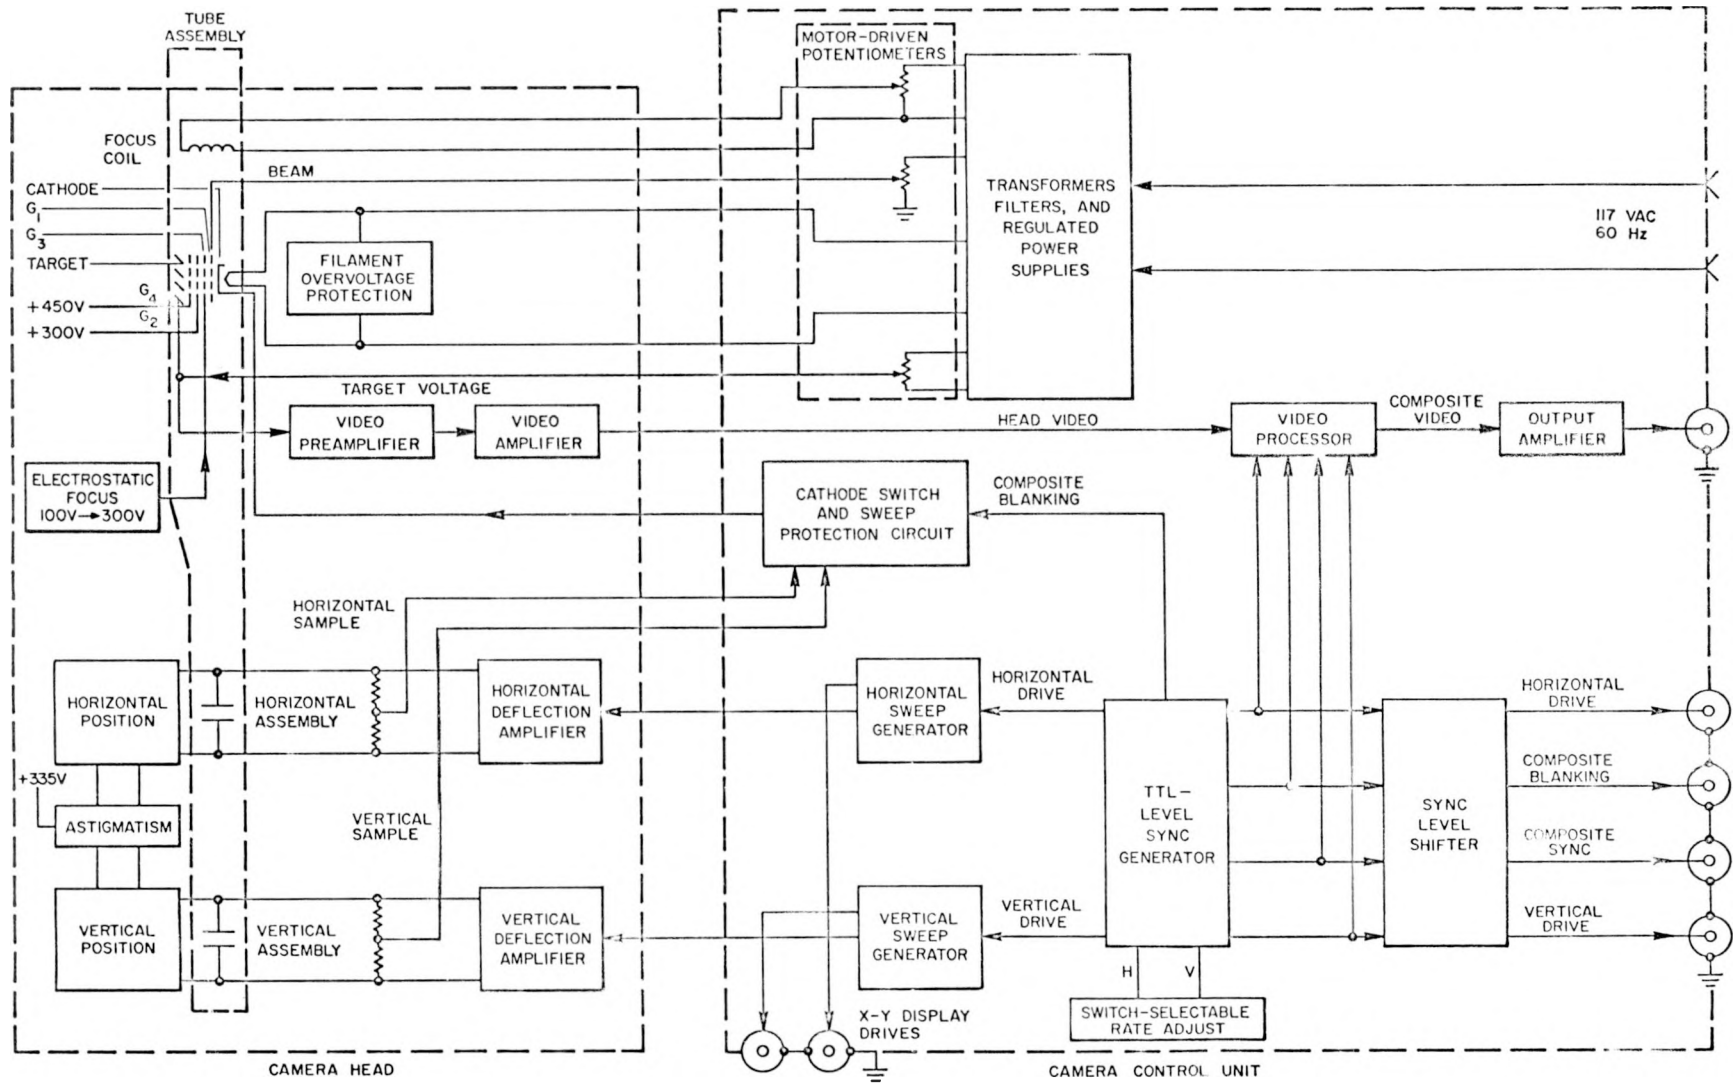 TUBE
ASSEMBLY
MOTOR-DRIVEN
POTENTIOMETERS
FOCUS
COIL
BEAM
CATHODE
G1
G3
TARGET
G4
+450V
G2
+300V
FILAMENT
OVERVOLTAGE
PROTECTION
TRANSFORMERS
FILTERS, AND
REGULATED
POWER
SUPPLIES
117 VAC
60 Hz
TARGET VOLTAGE
VIDEO
PREAMPLIFIER
VIDEO
AMPLIFIER
HEAD VIDEO
VIDEO
PROCESSOR
COMPOSITE
VIDEO
OUTPUT
AMPLIFIER
ELECTROSTATIC
FOCUS
100V→300V
CATHODE SWITCH
AND SWEEP
PROTECTION CIRCUIT
COMPOSITE
BLANKING
HORIZONTAL
SAMPLE
HORIZONTAL
POSITION
HORIZONTAL
ASSEMBLY
HORIZONTAL
DEFLECTION
AMPLIFIER
HORIZONTAL
SWEEP
GENERATOR
HORIZONTAL
DRIVE
HORIZONTAL
DRIVE
+335V
ASTIGMATISM
VERTICAL
SAMPLE
TTL-
LEVEL
SYNC
GENERATOR
SYNC
LEVEL
SHIFTER
COMPOSITE
BLANKING
COMPOSITE
SYNC
VERTICAL
POSITION
VERTICAL
ASSEMBLY
VERTICAL
DEFLECTION
AMPLIFIER
VERTICAL
SWEEP
GENERATOR
VERTICAL
DRIVE
VERTICAL
DRIVE
H V
SWITCH-SELECTABLE
RATE ADJUST
X-Y DISPLAY
DRIVES
CAMERA HEAD
CAMERA CONTROL UNIT